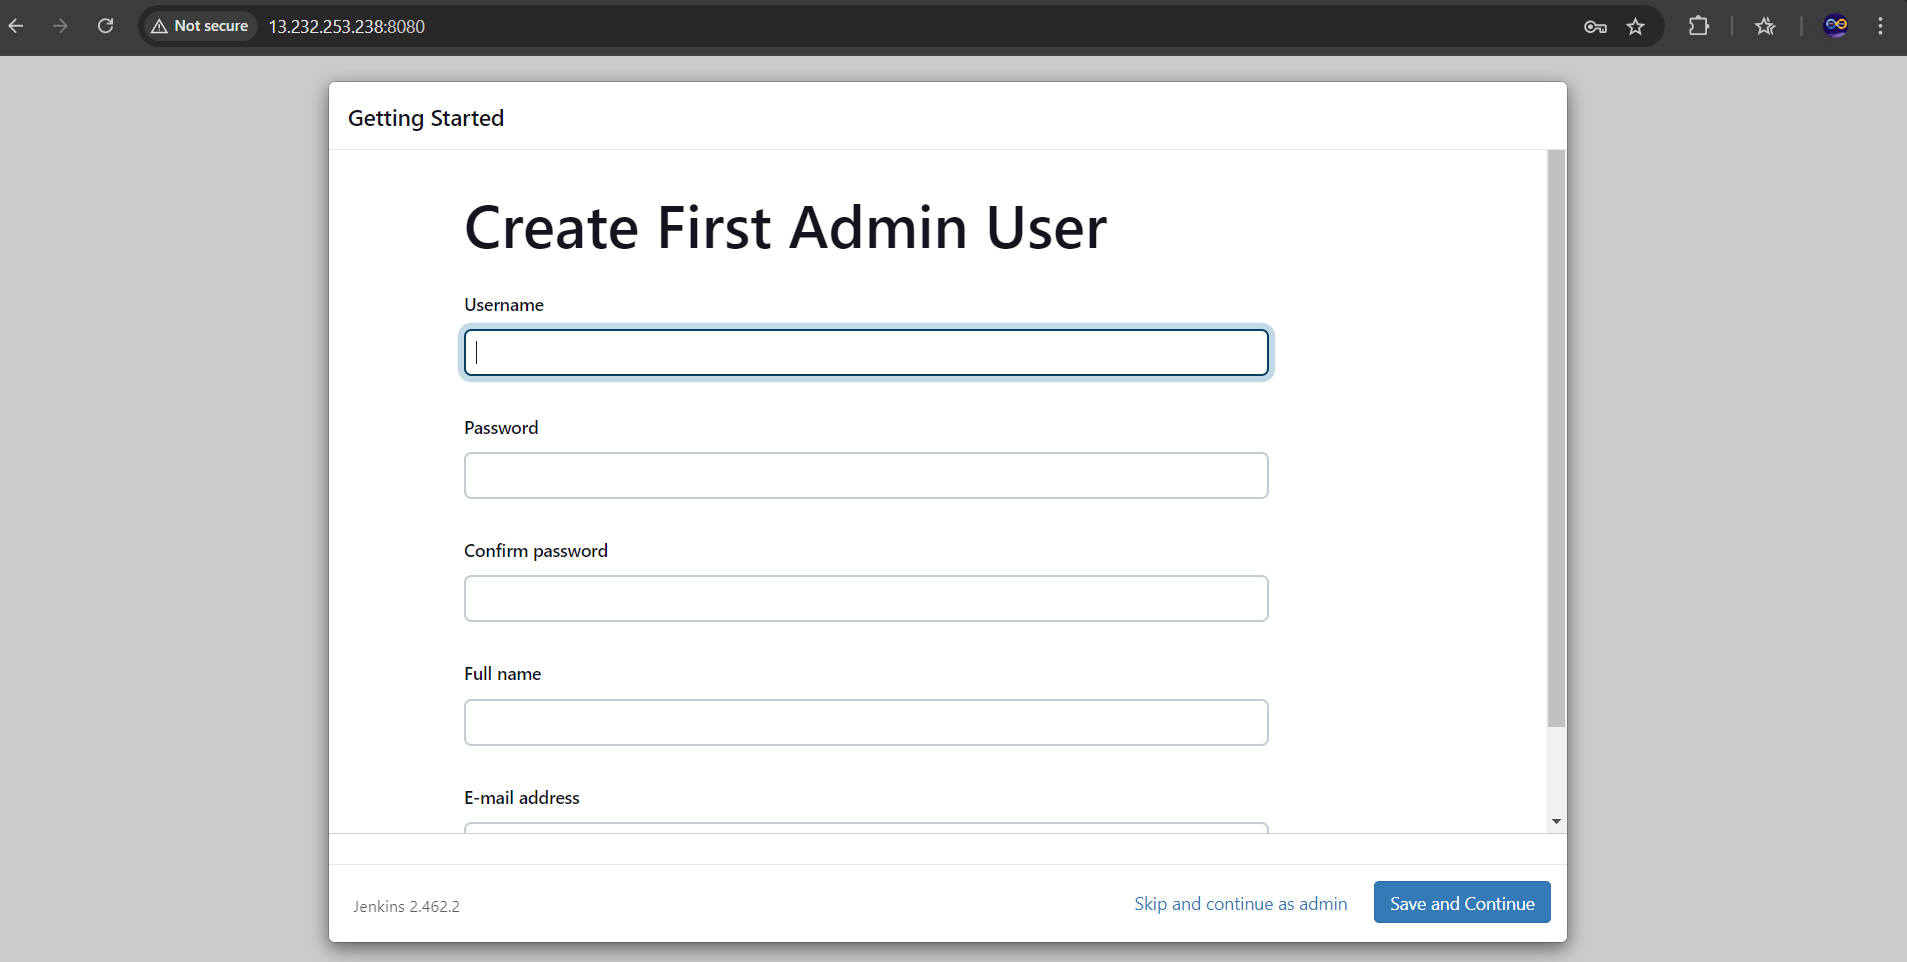 Not secure 13.232.253.238:8080
Getting Started
Create First Admin User
Username
Password
Confirm password
Full name
E-mail address
Jenkins 2.462.2
Skip and continue as admin
Save and Continue